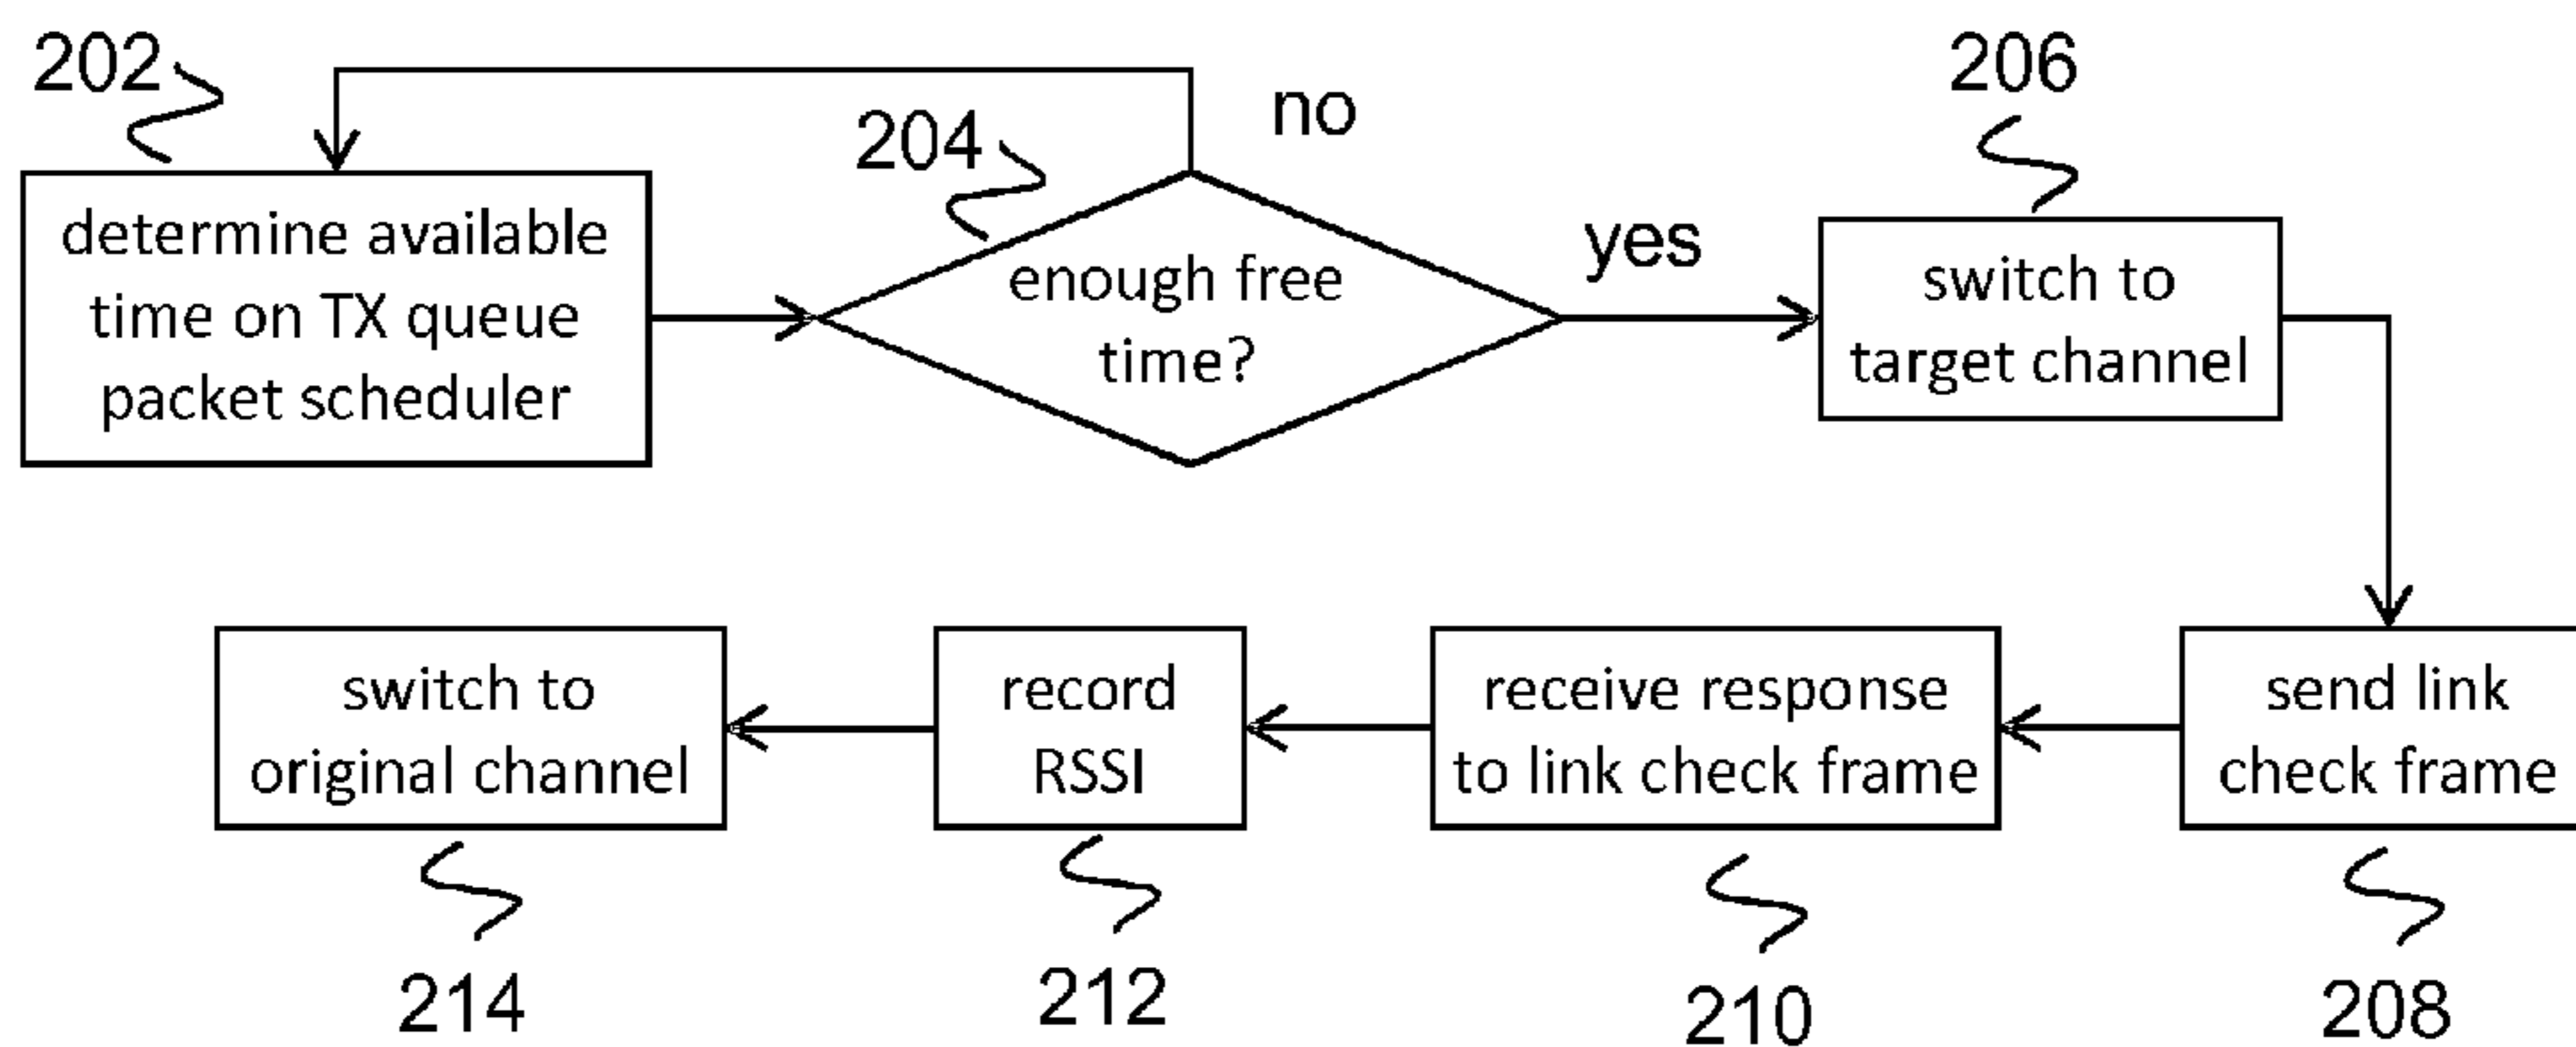 202
determine available
time on TX queue
packet scheduler
204
enough free
time?
no
yes
206
switch to
target channel
send link
check frame
208
receive response
to link check frame
210
record
RSSI
212
switch to
original channel
214